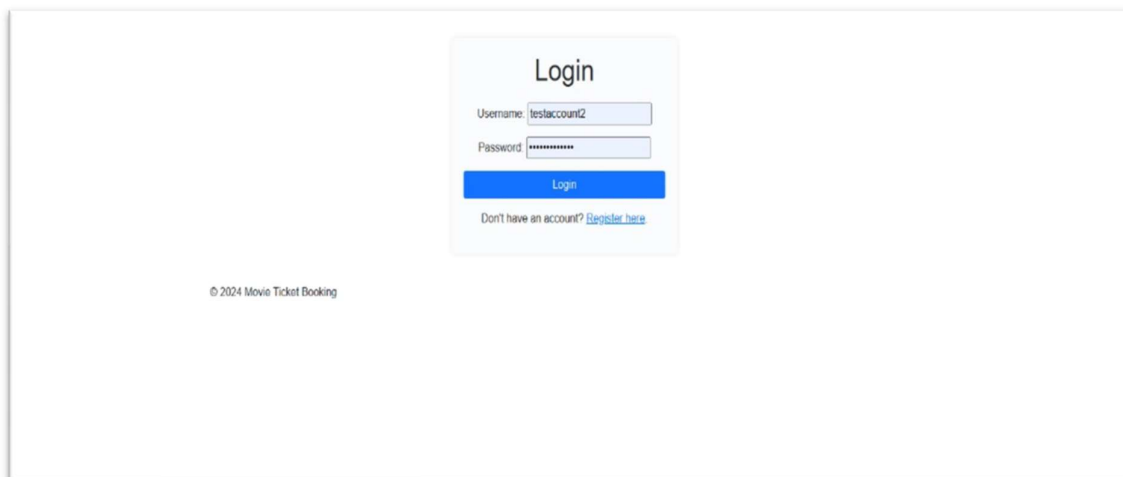 Login
Username: testaccount2
Password: •••••••••••••
Login
Don't have an account? Register here.
© 2024 Movie Ticket Booking